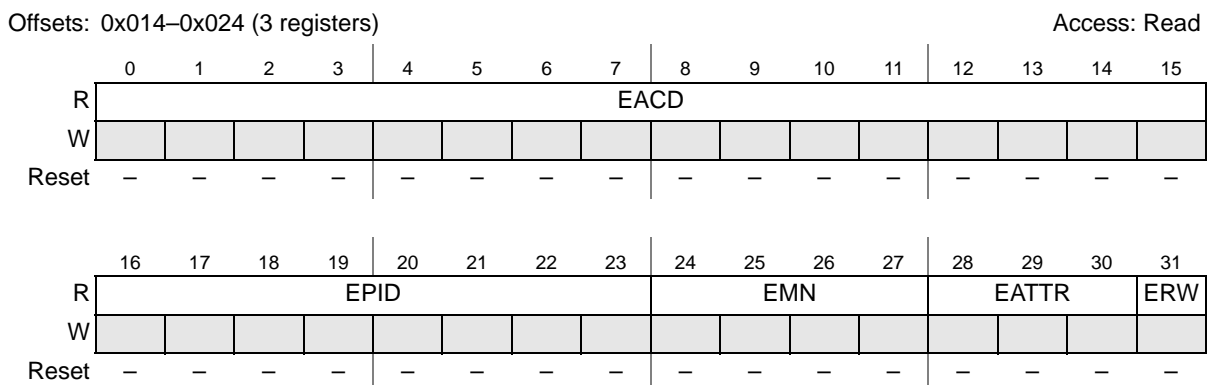 Offsets: 0x014–0x024 (3 registers) Access: Read
0 1 2 3 4 5 6 7 8 9 10 11 12 13 14 15
R EACD
W
Reset – – – – – – – – – – – – – – – –
16 17 18 19 20 21 22 23 24 25 26 27 28 29 30 31
R EPID EMN EATTR ERW
W
Reset – – – – – – – – – – – – – – – –